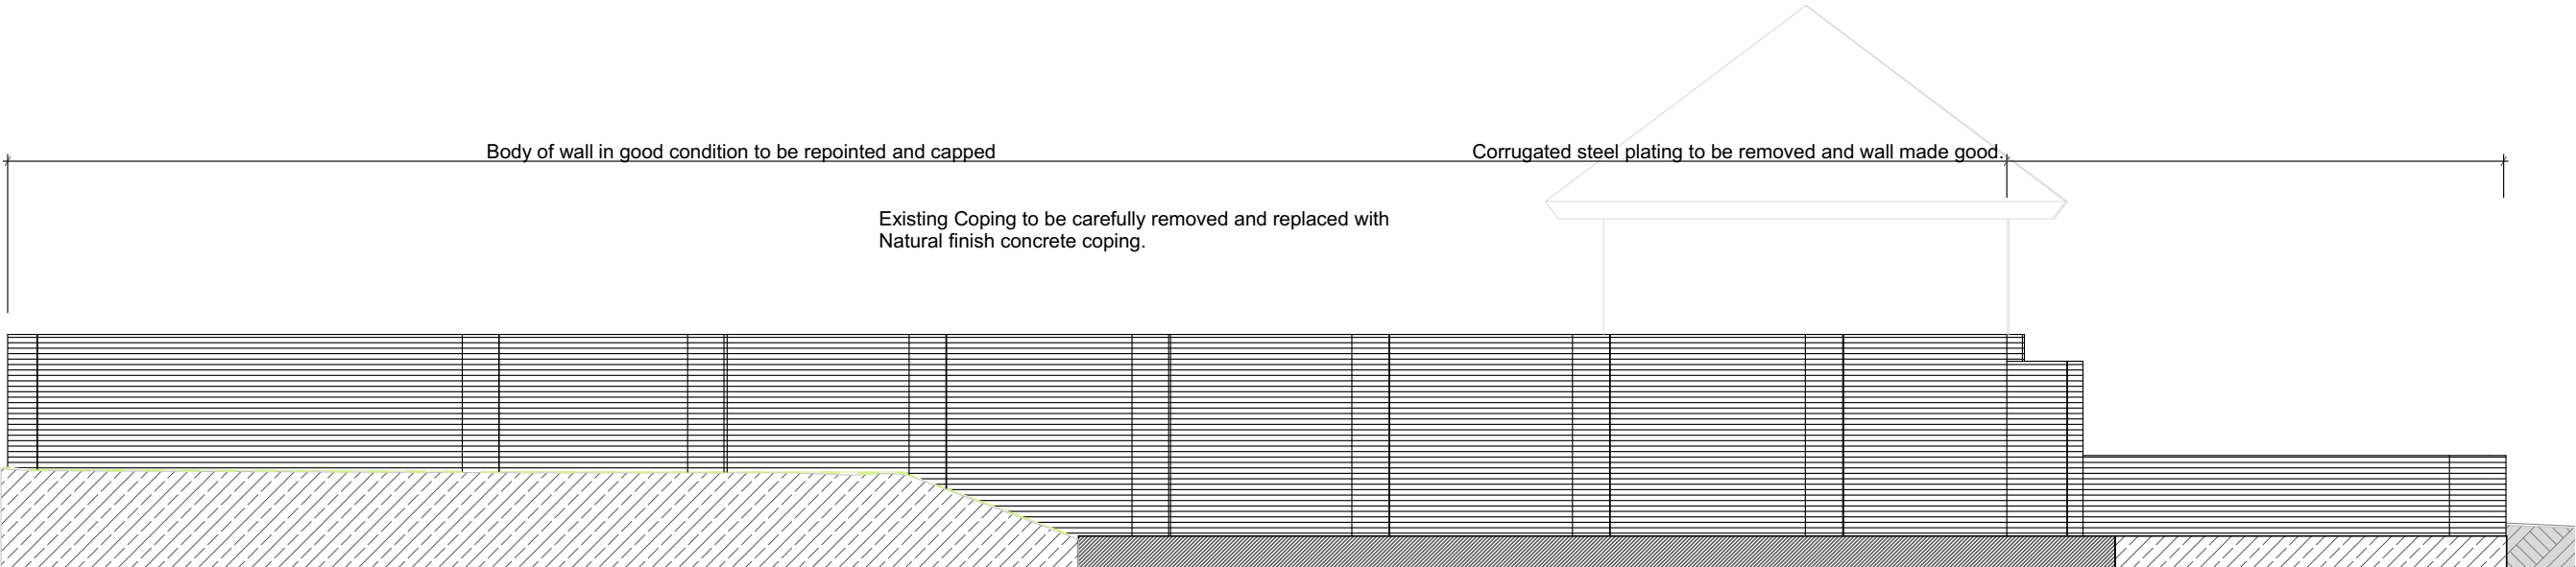 Body of wall in good condition to be repointed and capped
Corrugated steel plating to be removed and wall made good.
Existing Coping to be carefully removed and replaced with
Natural finish concrete coping.